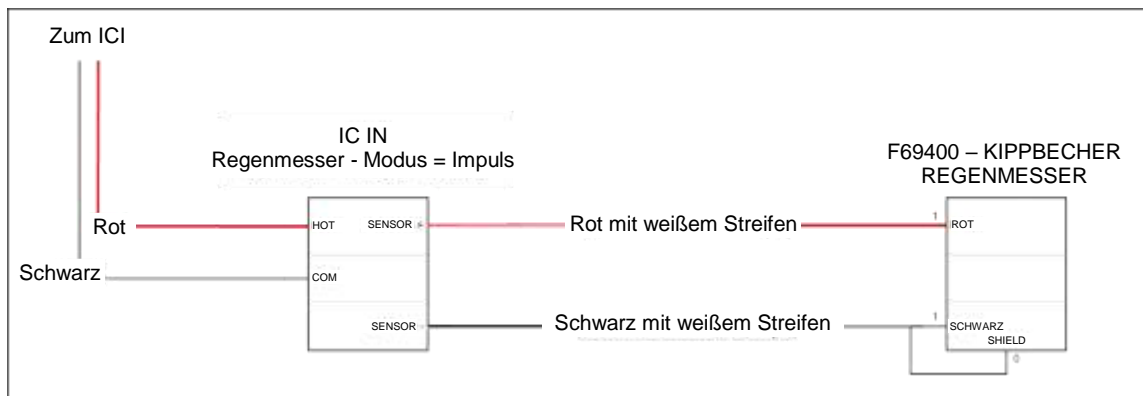 Zum ICI
IC IN
Regenmesser - Modus = Impuls
F69400 – KIPPBECHER
REGENMESSER
Rot
HOT
SENSOR
Rot mit weißem Streifen
1
ROT
Schwarz
COM
SENSOR
Schwarz mit weißem Streifen
1
SCHWARZ
SHIELD
0